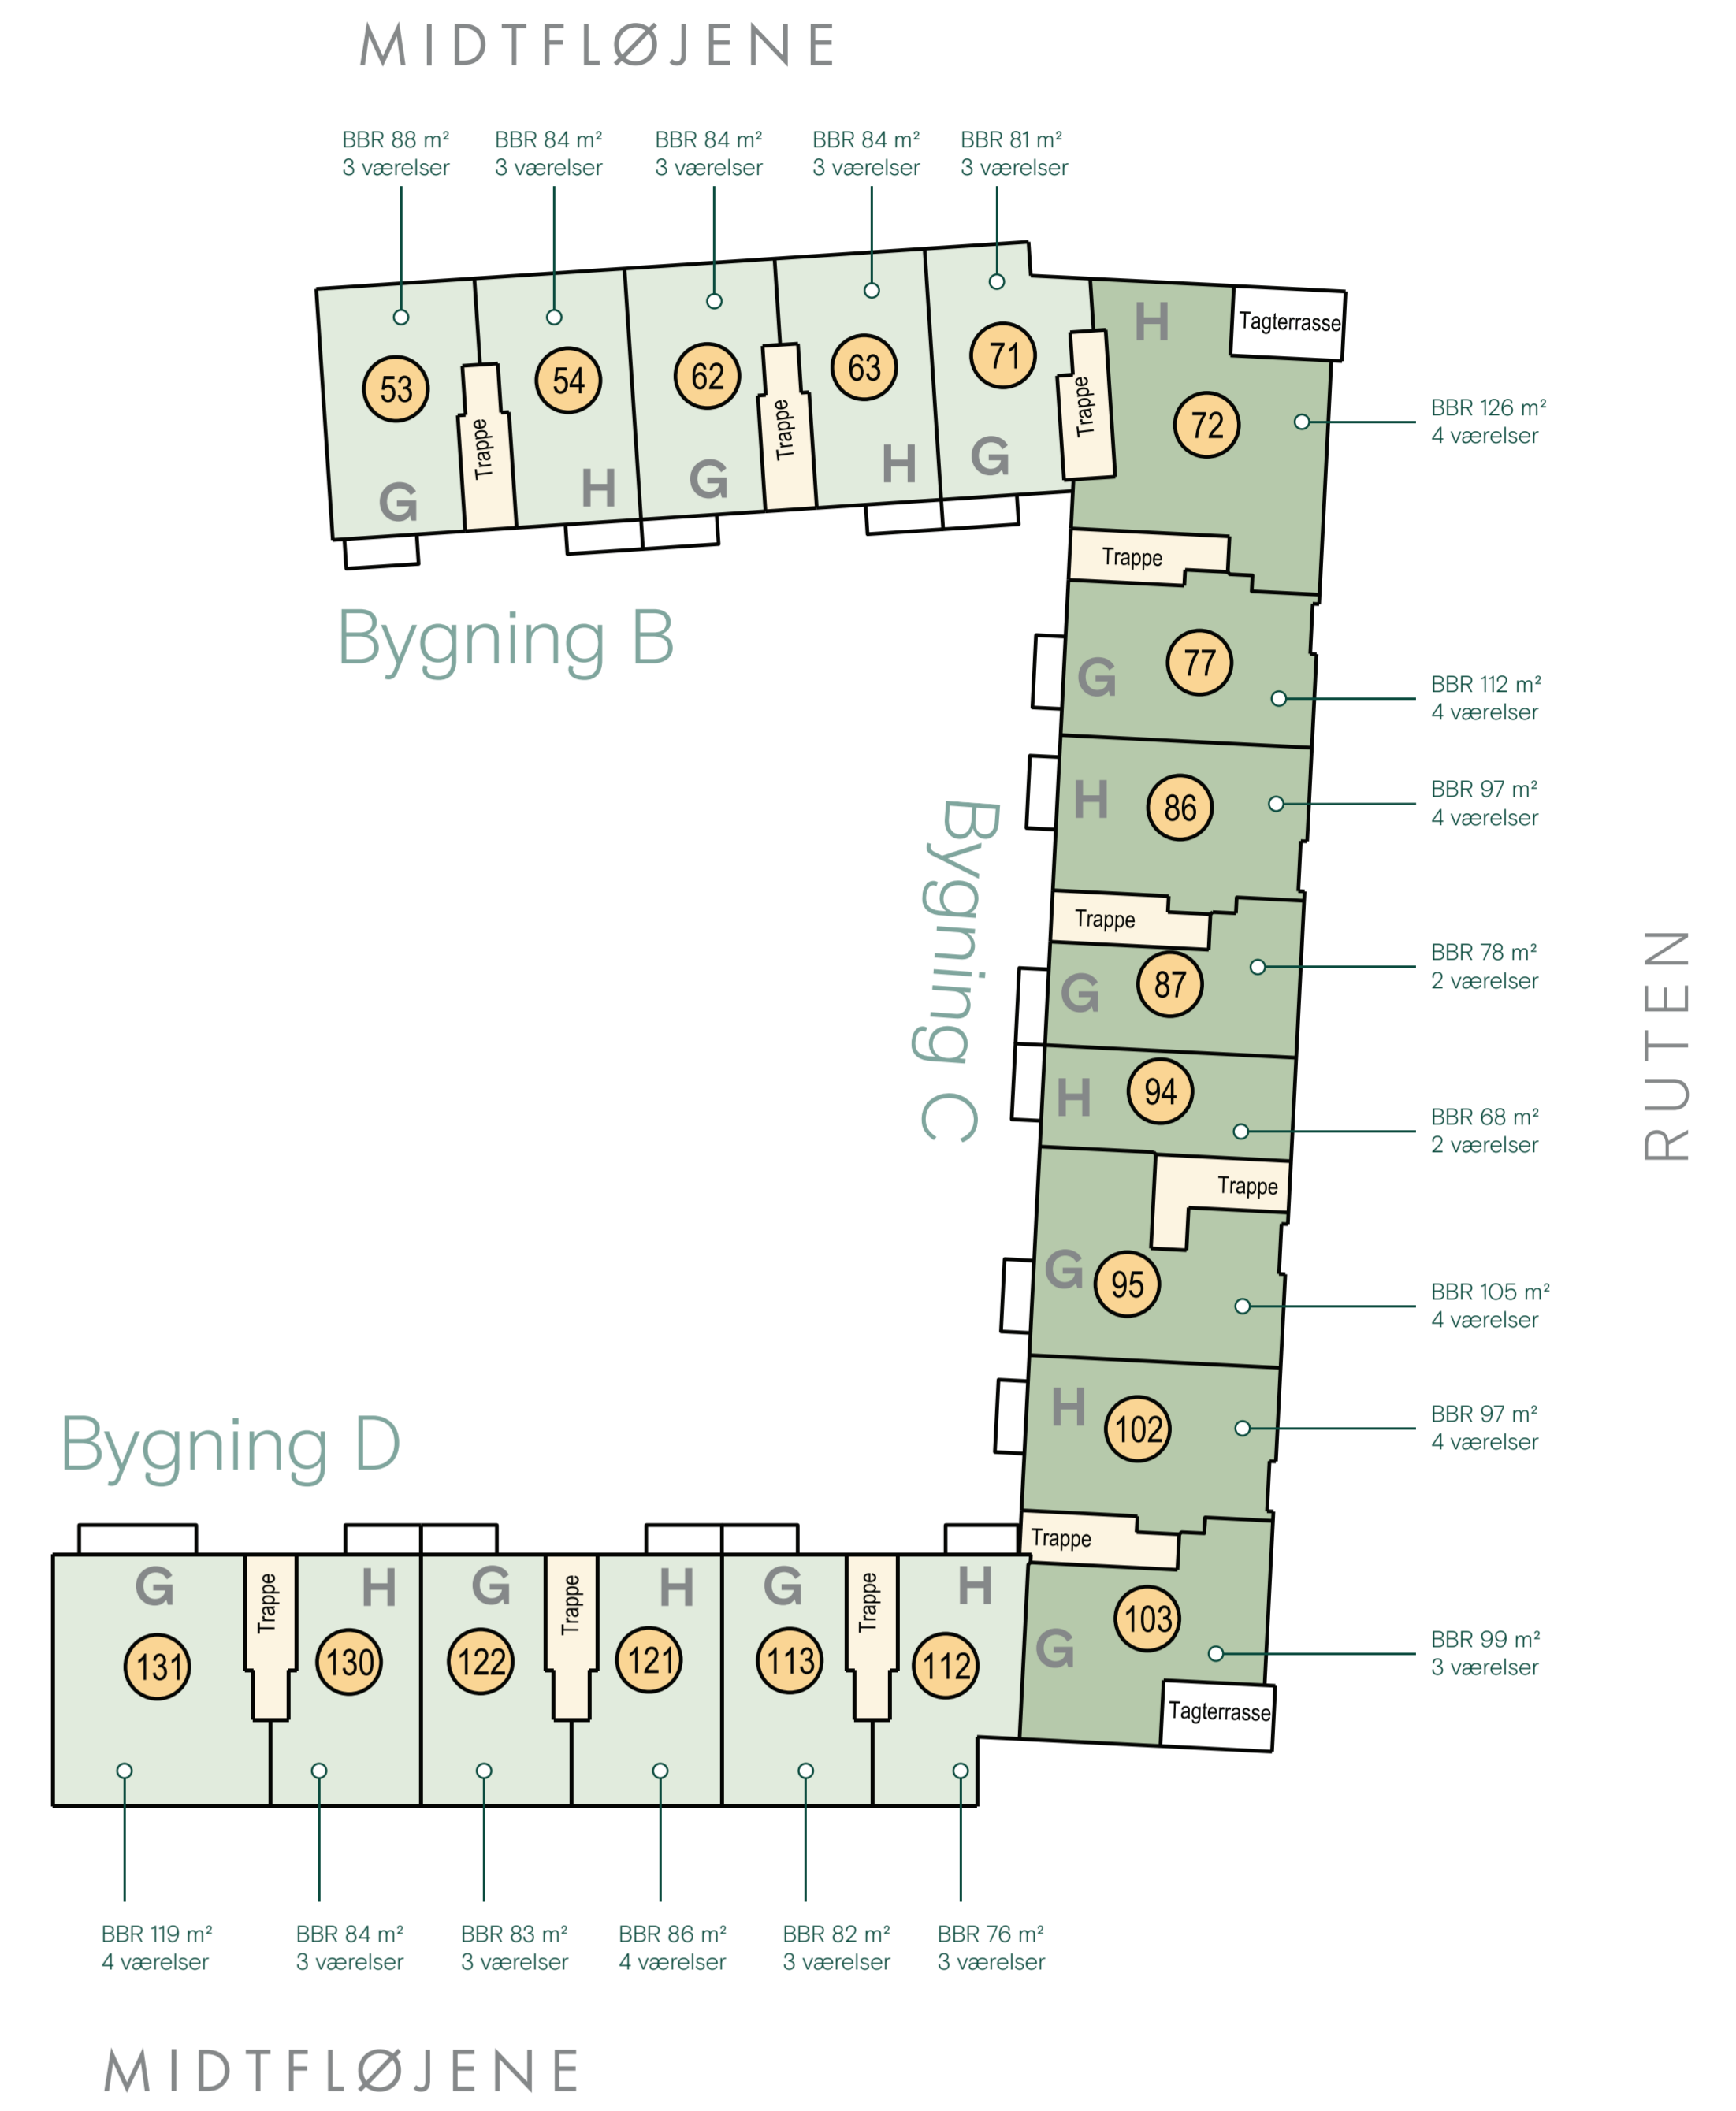 MIDTFLØJENE
BBR 88 m²
3 værelser
BBR 84 m²
3 værelser
BBR 84 m²
3 værelser
BBR 84 m²
3 værelser
BBR 81 m²
3 værelser
53
G
Trappe
54
H
62
G
Trappe
63
H
71
G
Trappe
H
Tagterrasse
72
BBR 126 m²
4 værelser
Trappe
Bygning B
77
G
BBR 112 m²
4 værelser
H
86
BBR 97 m²
4 værelser
Bygning C
Trappe
87
G
BBR 78 m²
2 værelser
RUTEN
H
94
BBR 68 m²
2 værelser
Trappe
G
95
BBR 105 m²
4 værelser
H
102
BBR 97 m²
4 værelser
Trappe
103
G
BBR 99 m²
3 værelser
Tagterrasse
Bygning D
G
131
Trappe
H
130
G
122
Trappe
H
121
G
113
Trappe
H
112
BBR 119 m²
4 værelser
BBR 84 m²
3 værelser
BBR 83 m²
3 værelser
BBR 86 m²
4 værelser
BBR 82 m²
3 værelser
BBR 76 m²
3 værelser
MIDTFLØJENE